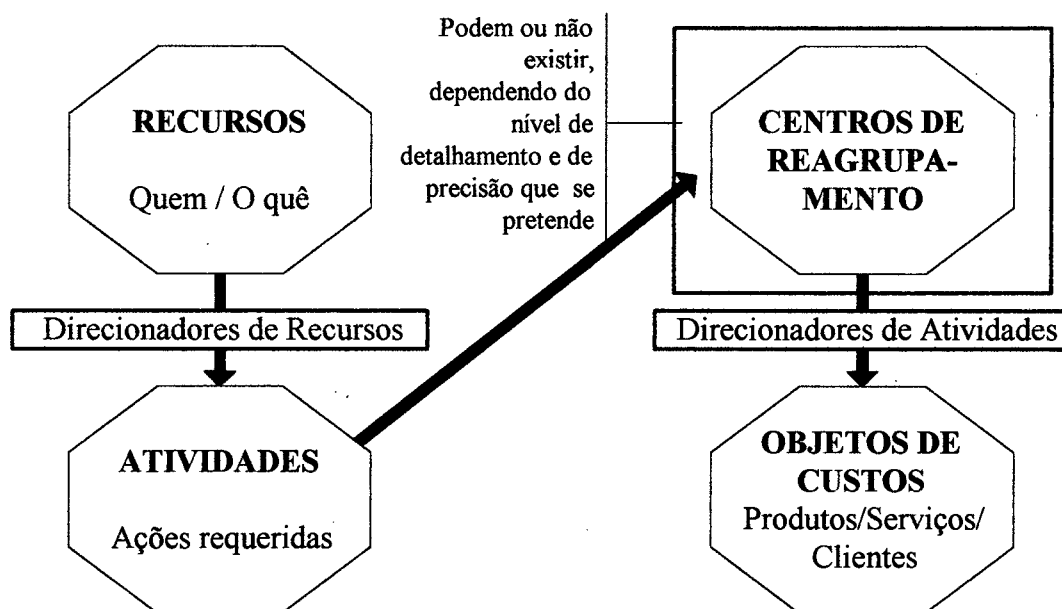 RECURSOS
Quem / O quê
Direcionadores de Recursos
ATIVIDADES
Ações requeridas
Podem ou não
existir,
dependendo do
nível de
detalhamento e de
precisão que se
pretende
CENTROS DE
REAGRUPA-
MENTO
Direcionadores de Atividades
OBJETOS DE
CUSTOS
Produtos/Serviços/
Clientes